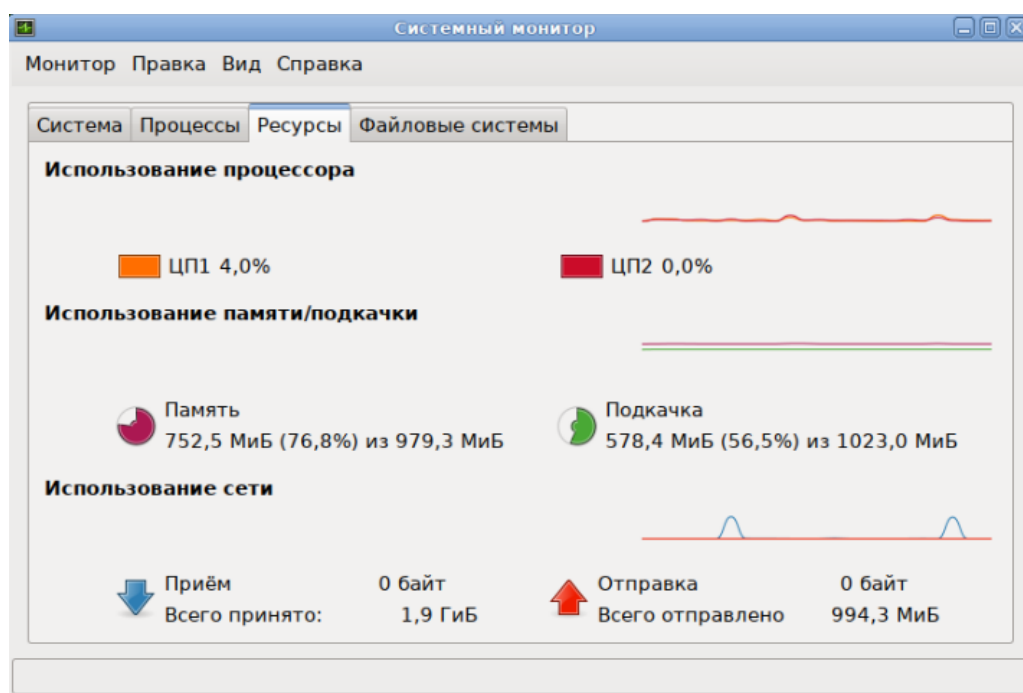 Системный монитор
Монитор Правка Вид Справка
Система Процессы Ресурсы Файловые системы
Использование процессора
ЦП1 4,0% ЦП2 0,0%
Использование памяти/подкачки
Память Подкачка
752,5 МиБ (76,8%) из 979,3 МиБ 578,4 МиБ (56,5%) из 1023,0 МиБ
Использование сети
Приём 0 байт Отправка 0 байт
Всего принято: 1,9 ГиБ Всего отправлено 994,3 МиБ